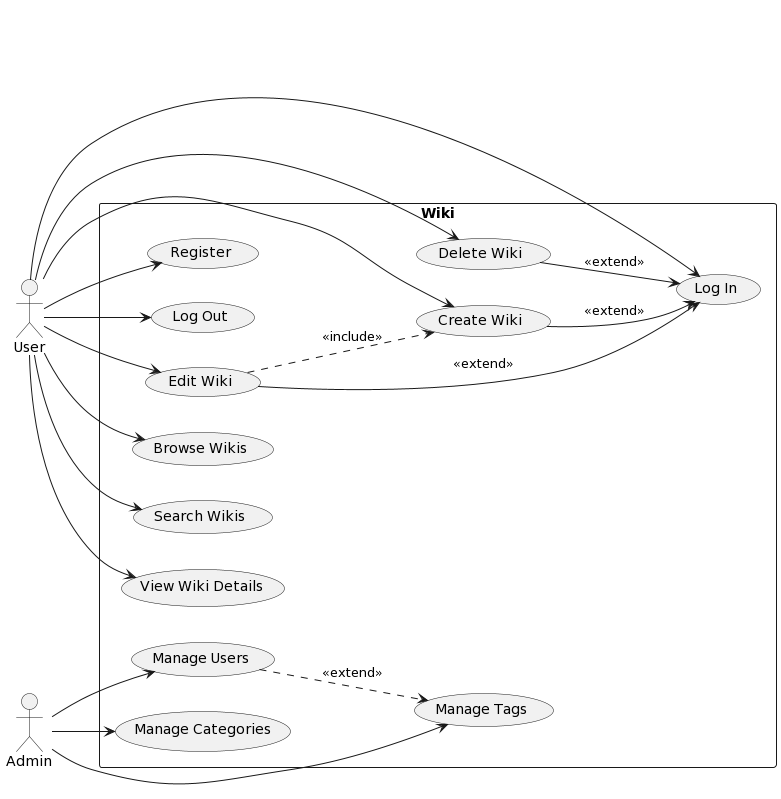 Wiki
Register
Delete Wiki
«extend»
Log In
Log Out
Create Wiki
«extend»
User
«include»
«extend»
Edit Wiki
Browse Wikis
Search Wikis
View Wiki Details
Manage Users
«extend»
Manage Tags
Manage Categories
Admin